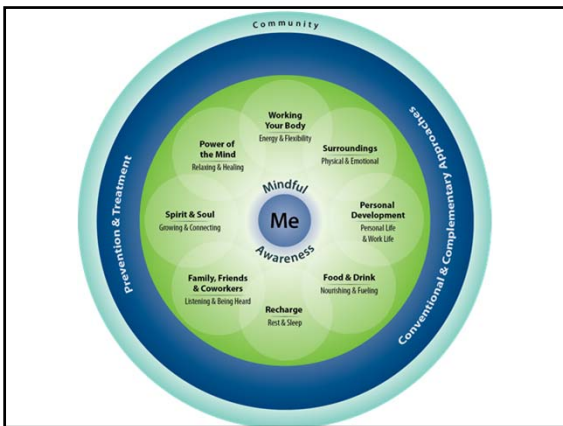 Community
Prevention & Treatment
Conventional & Complementary Approaches
Working
Your Body
Energy & Flexibility
Surroundings
Physical & Emotional
Personal
Development
Personal Life
& Work Life
Food & Drink
Nourishing & Fueling
Recharge
Rest & Sleep
Family, Friends
& Coworkers
Listening & Being Heard
Spirit & Soul
Growing & Connecting
Power of
the Mind
Relaxing & Healing
Mindful
Me
Awareness